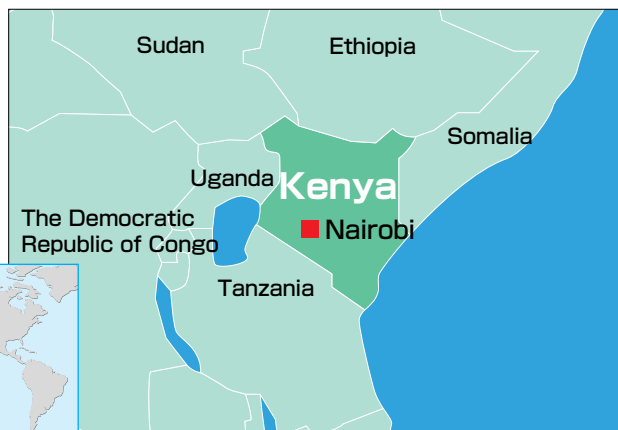 Sudan
Ethiopia
Somalia
Uganda
Kenya
The Democratic
Republic of Congo
Nairobi
Tanzania